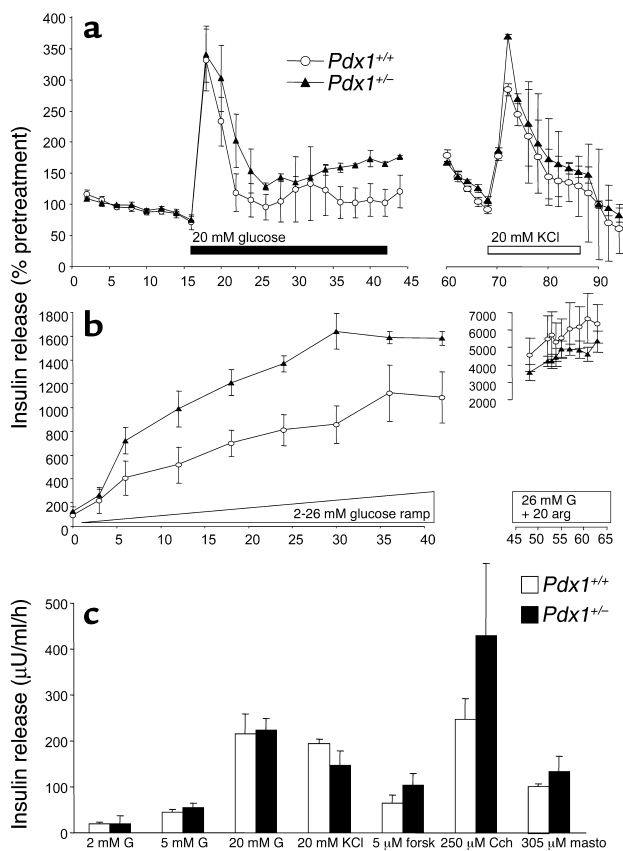 a
Pdx1+/+
Pdx1+/−
Insulin release (% pretreatment)
400
350
300
250
200
150
100
50
0
20 mM glucose
20 mM KCl
0 5 10 15 20 25 30 35 40 45
60 70 80 90
b
1800
1600
1400
1200
1000
800
600
400
200
0
7000
6000
5000
4000
3000
2000
2-26 mM glucose ramp
26 mM G
+ 20 arg
0 5 10 15 20 25 30 35 40
45 50 55 60 65
c
Pdx1+/+
Pdx1+/−
Insulin release (µU/ml/h)
500
400
300
200
100
0
2 mM G 5 mM G 20 mM G 20 mM KCl 5 µM forsk 250 µM Cch 305 µM masto